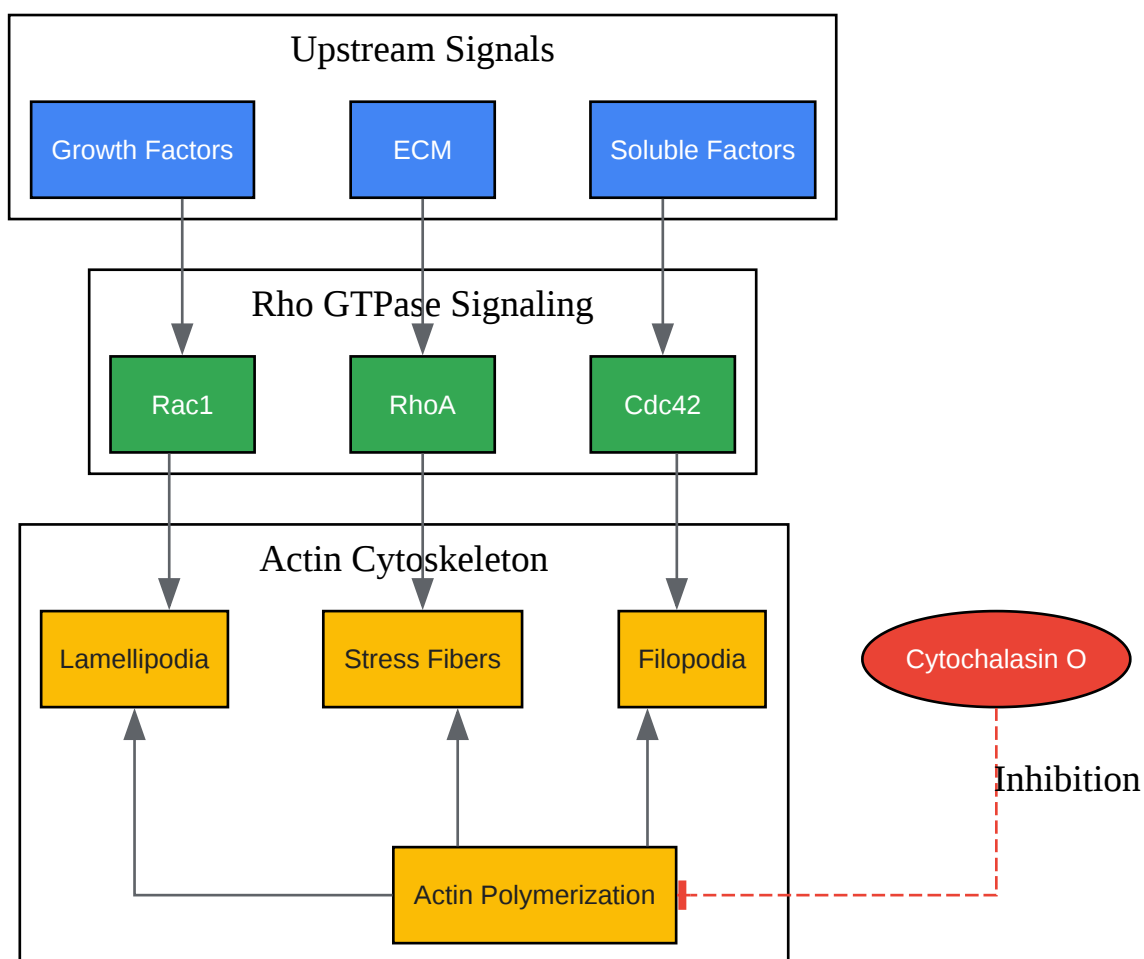 Upstream Signals
Growth Factors
ECM
Soluble Factors
Rho GTPase Signaling
Rac1
RhoA
Cdc42
Actin Cytoskeleton
Lamellipodia
Stress Fibers
Filopodia
Cytochalasin O
Inhibition
Actin Polymerization